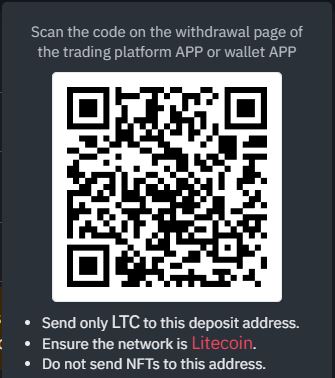 Scan the code on the withdrawal page of
the trading platform APP or wallet APP
• Send only LTC to this deposit address.
• Ensure the network is Litecoin.
• Do not send NFTs to this address.